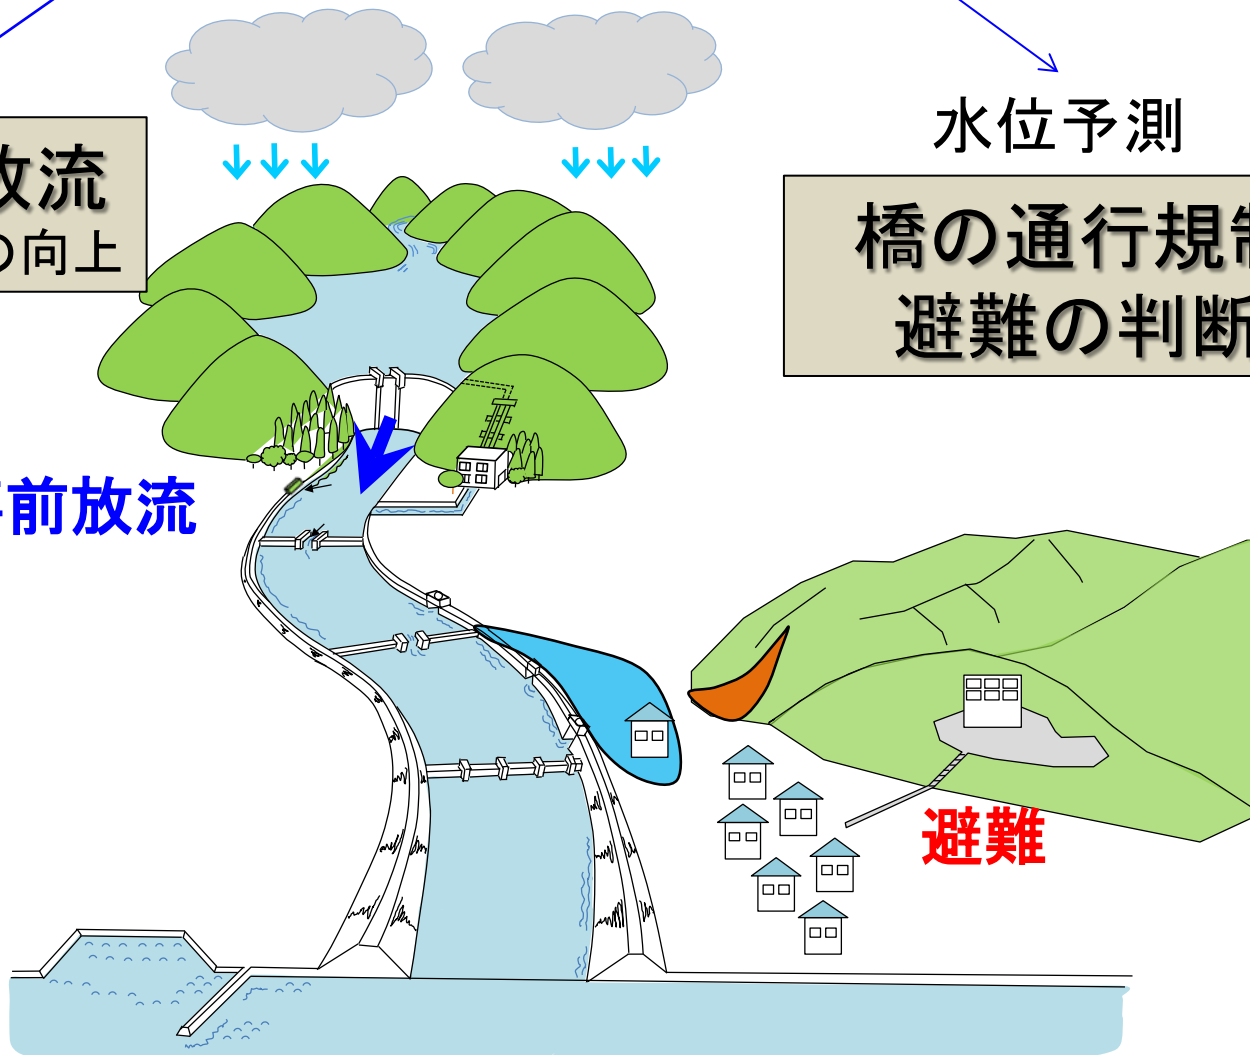 水位予測
放流
の向上
橋の通行規制
避難の判断
前放流
避難